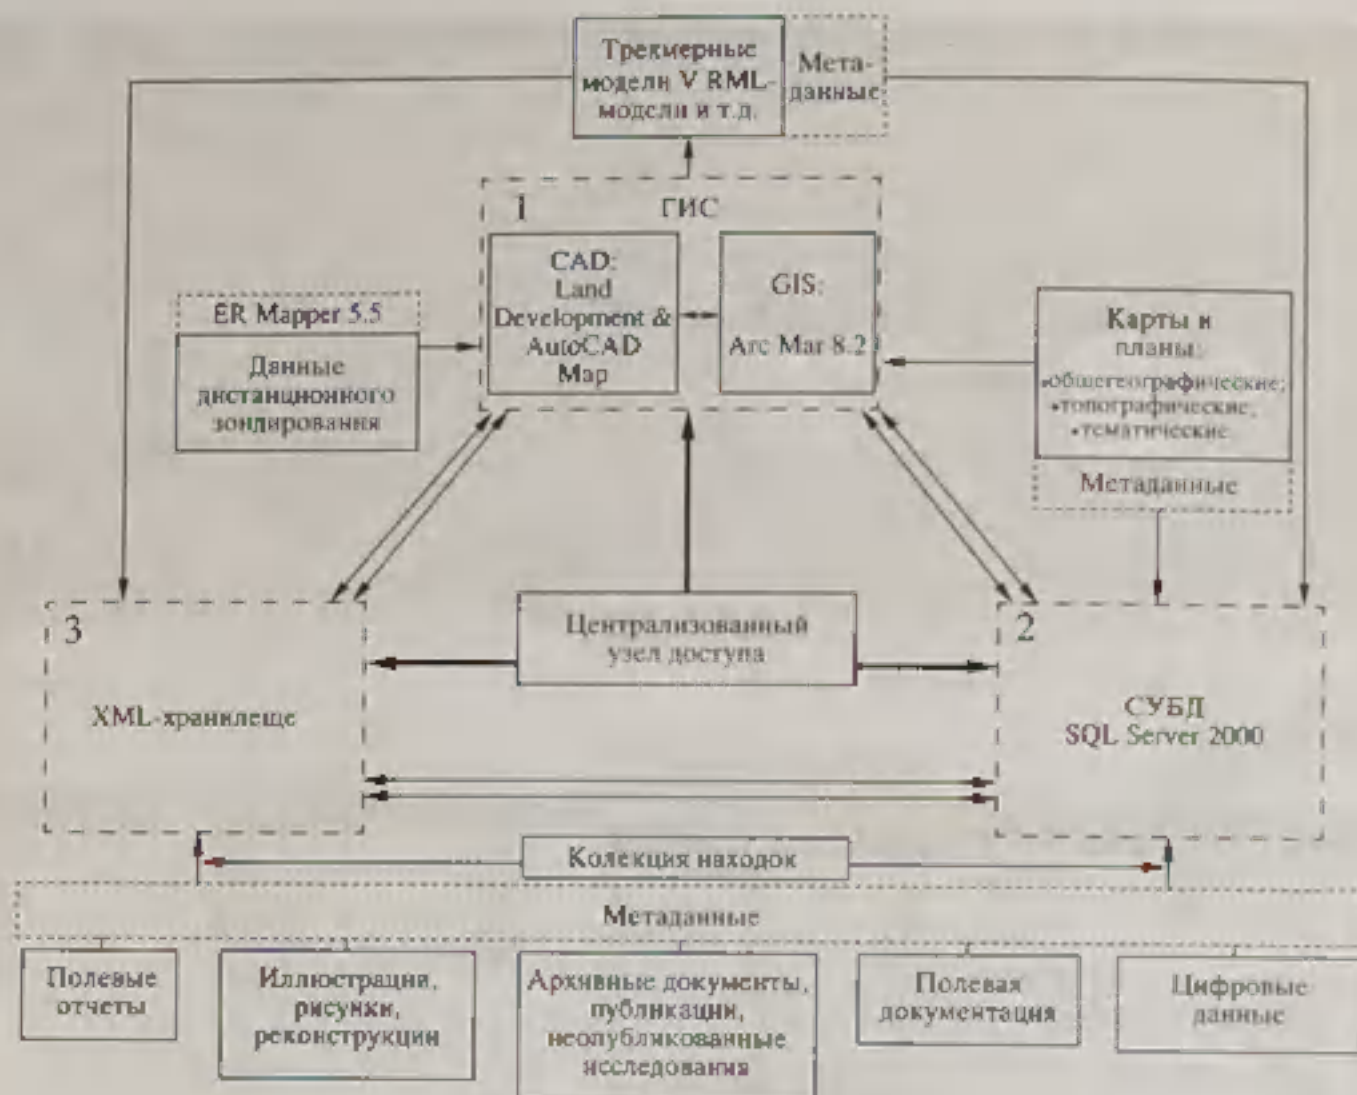 Трехмерные
модели V RML-
модели и т.д.
Мета-
данные
1
ГИС
CAD:
Land
Development &
AutoCAD
Map
GIS:
Arc Mar 8.2
ER Mapper 5.5
Данные
дистанционного
зондирования
Карты и
планы:
•общегеографические;
•топографические;
•тематические
Метаданные
3
XML-хранилеще
Централизованный
узел доступа
2
СУБД
SQL Server 2000
Колекция находок
Метаданные
Полевые
отчеты
Иллюстрации,
рисунки,
реконструкции
Архивные документы,
публикации,
неопубликованные
исследования
Полевая
документация
Цифровые
данные